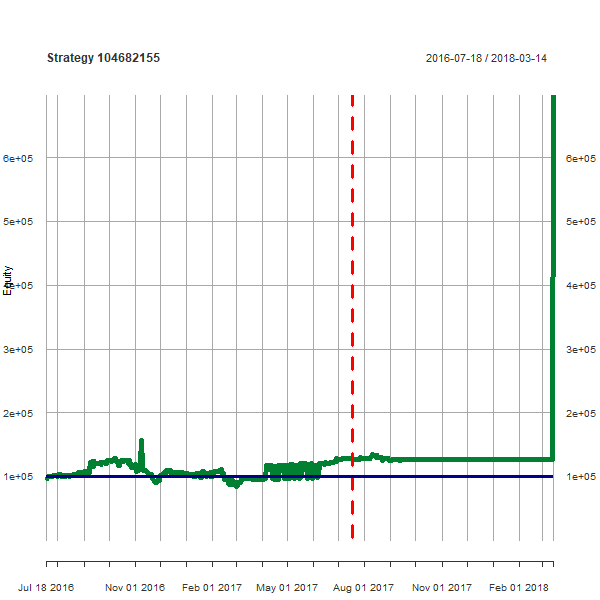 Strategy 104682155
2016-07-18 / 2018-03-14
6e+05
6e+05
5e+05
5e+05
Equity
4e+05
4e+05
3e+05
3e+05
2e+05
2e+05
1e+05
1e+05
Jul 18 2016
Nov 01 2016
Feb 01 2017
May 01 2017
Aug 01 2017
Nov 01 2017
Feb 01 2018